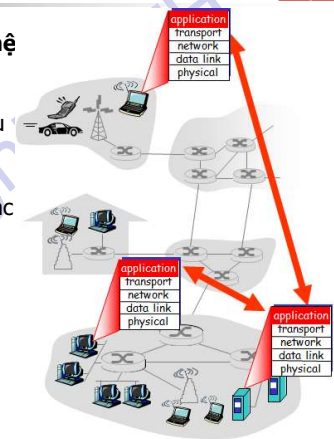 application
transport
network
data link
physical
application
transport
network
data link
physical
application
transport
network
data link
physical